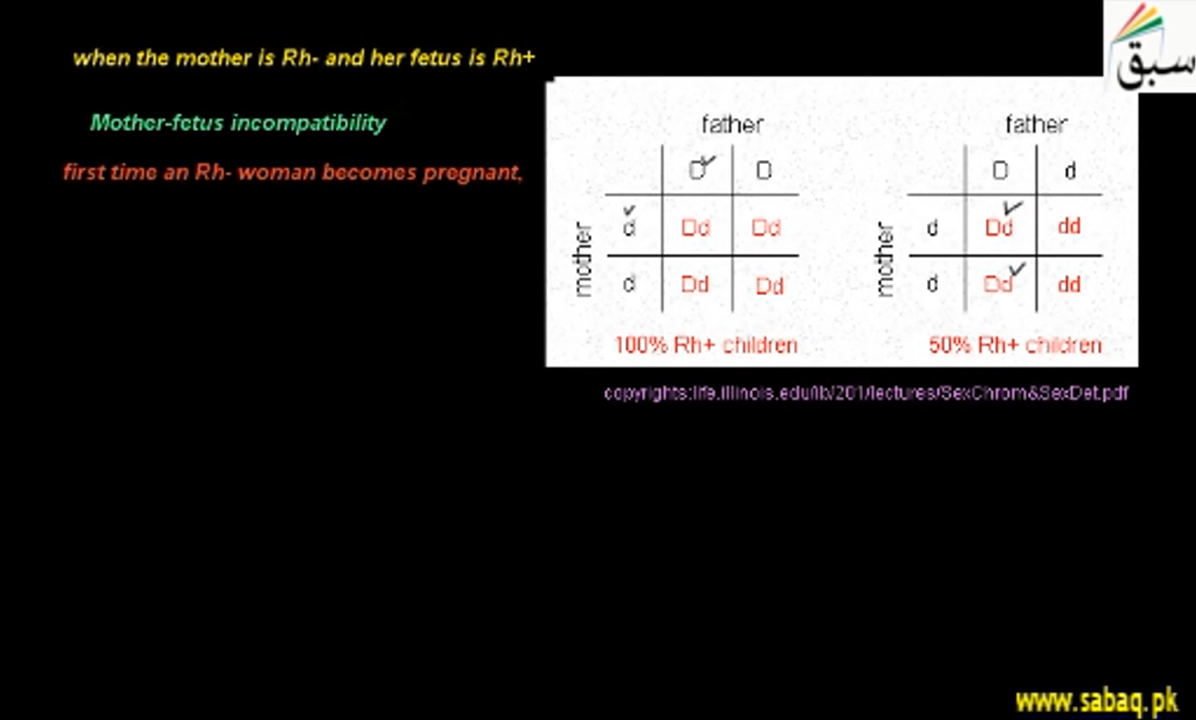 سبق
when the mother is Rh- and her fetus is Rh+
Mother-fetus incompatibility
first time an Rh- woman becomes pregnant,
father
D D
mother
d Dd Dd
d Dd Dd
100% Rh+ children
father
D d
mother
d Dd dd
d Dd dd
50% Rh+ children
copyrights:life.illinois.edu/ib/201/lectures/SexChrom&SexDet.pdf
www.sabaq.pk